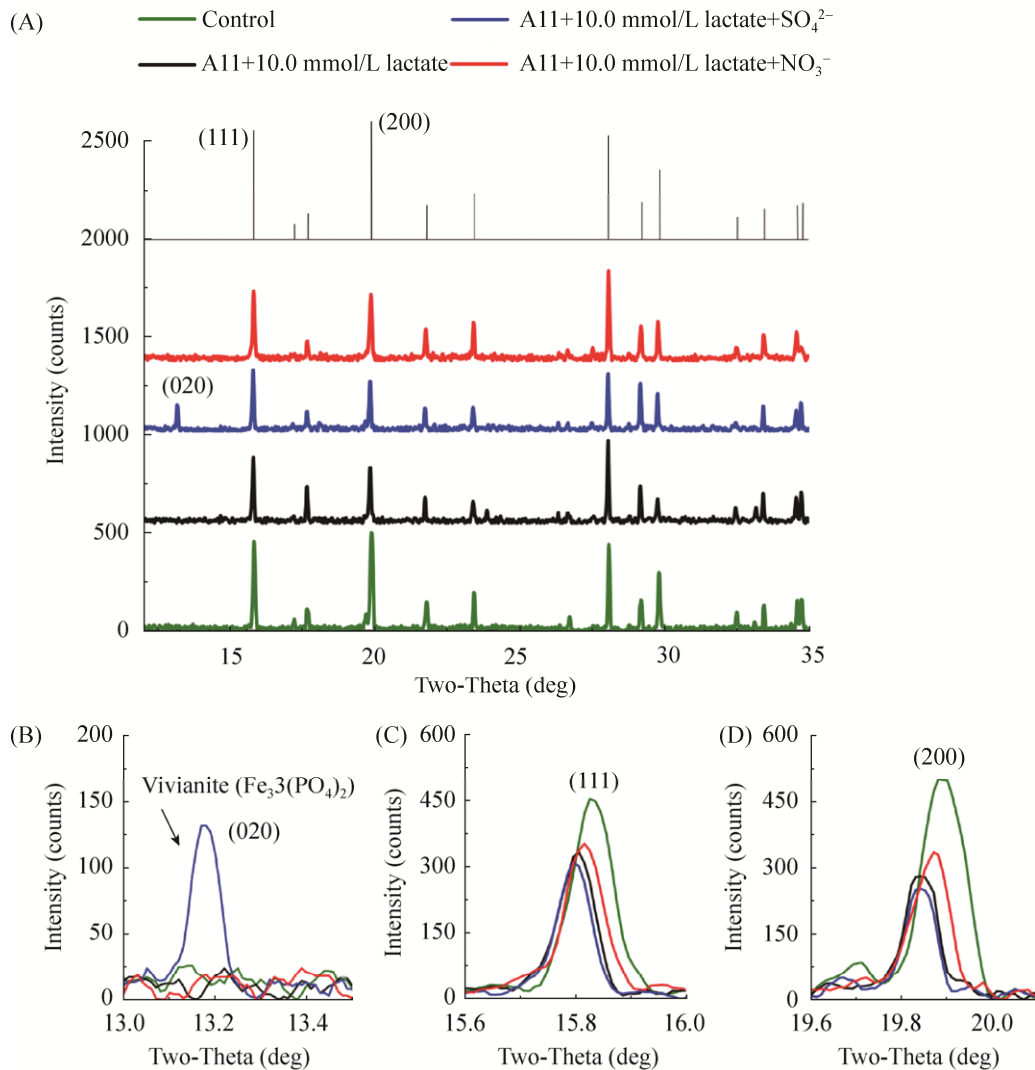 (A)
Control
A11+10.0 mmol/L lactate+SO₄²⁻
A11+10.0 mmol/L lactate
A11+10.0 mmol/L lactate+NO₃⁻
(111)
(200)
2500
2000
1500
(020)
1000
500
0
Intensity (counts)
15 20 25 30 35
Two-Theta (deg)
(B)
200
150
100
50
0
Intensity (counts)
Vivianite (Fe₃3(PO₄)₂)
(020)
13.0 13.2 13.4
Two-Theta (deg)
(C)
600
450
300
150
0
Intensity (counts)
(111)
15.6 15.8 16.0
Two-Theta (deg)
(D)
600
450
300
150
0
Intensity (counts)
(200)
19.6 19.8 20.0
Two-Theta (deg)